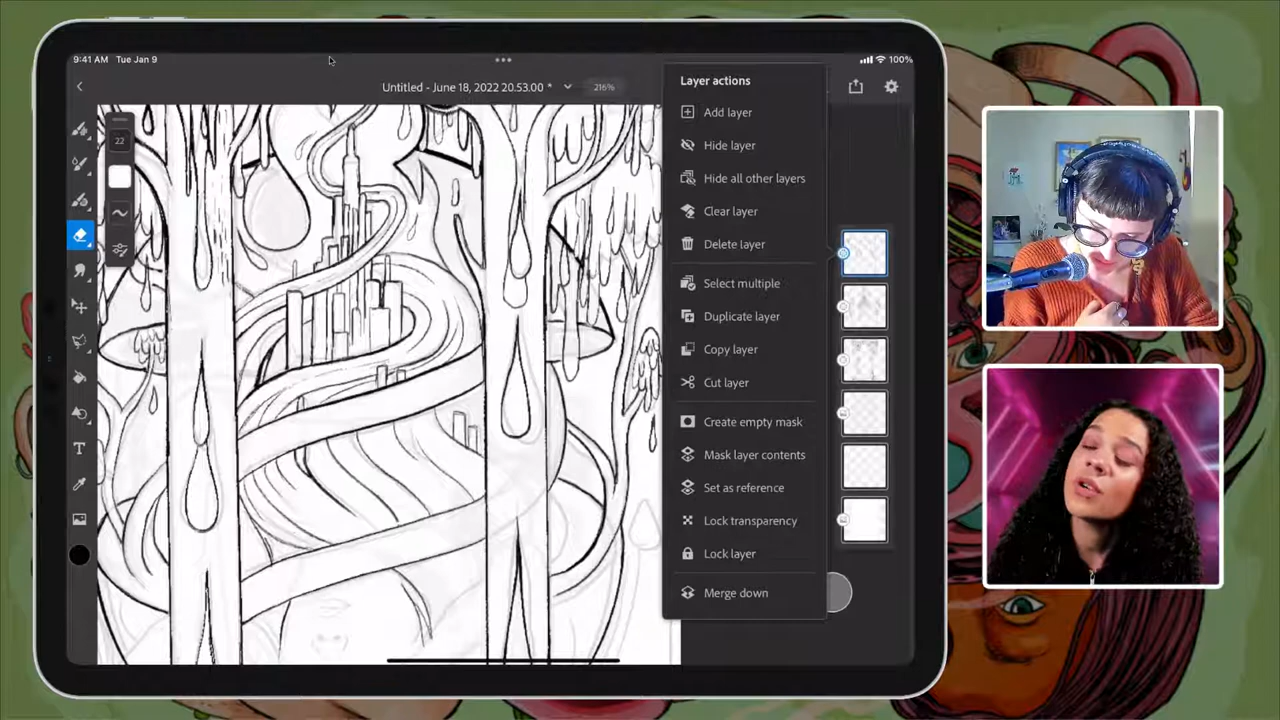 9:41 AM Tue Jan 9
100%
Untitled - June 18, 2022 20.53.00 *
216%
22
Layer actions
Add layer
Hide layer
Hide all other layers
Clear layer
Delete layer
Select multiple
Duplicate layer
Copy layer
Cut layer
Create empty mask
Mask layer contents
Set as reference
Lock transparency
Lock layer
Merge down
T